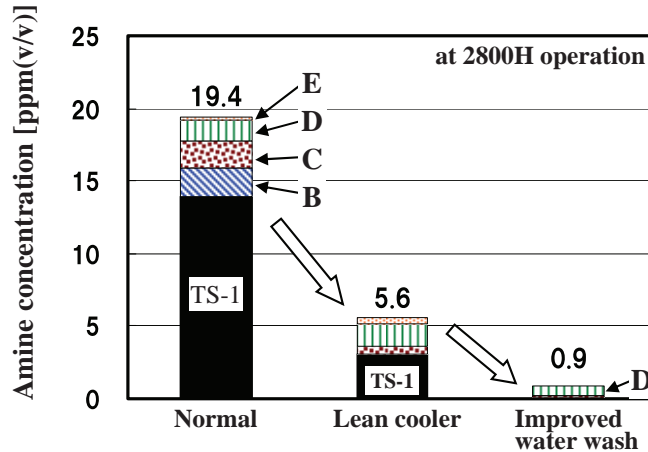 Amine concentration [ppm(v/v)]
25
20
15
10
5
0
at 2800H operation
19.4
E
D
C
B
TS-1
5.6
TS-1
0.9
D
Normal
Lean cooler
Improved
water wash